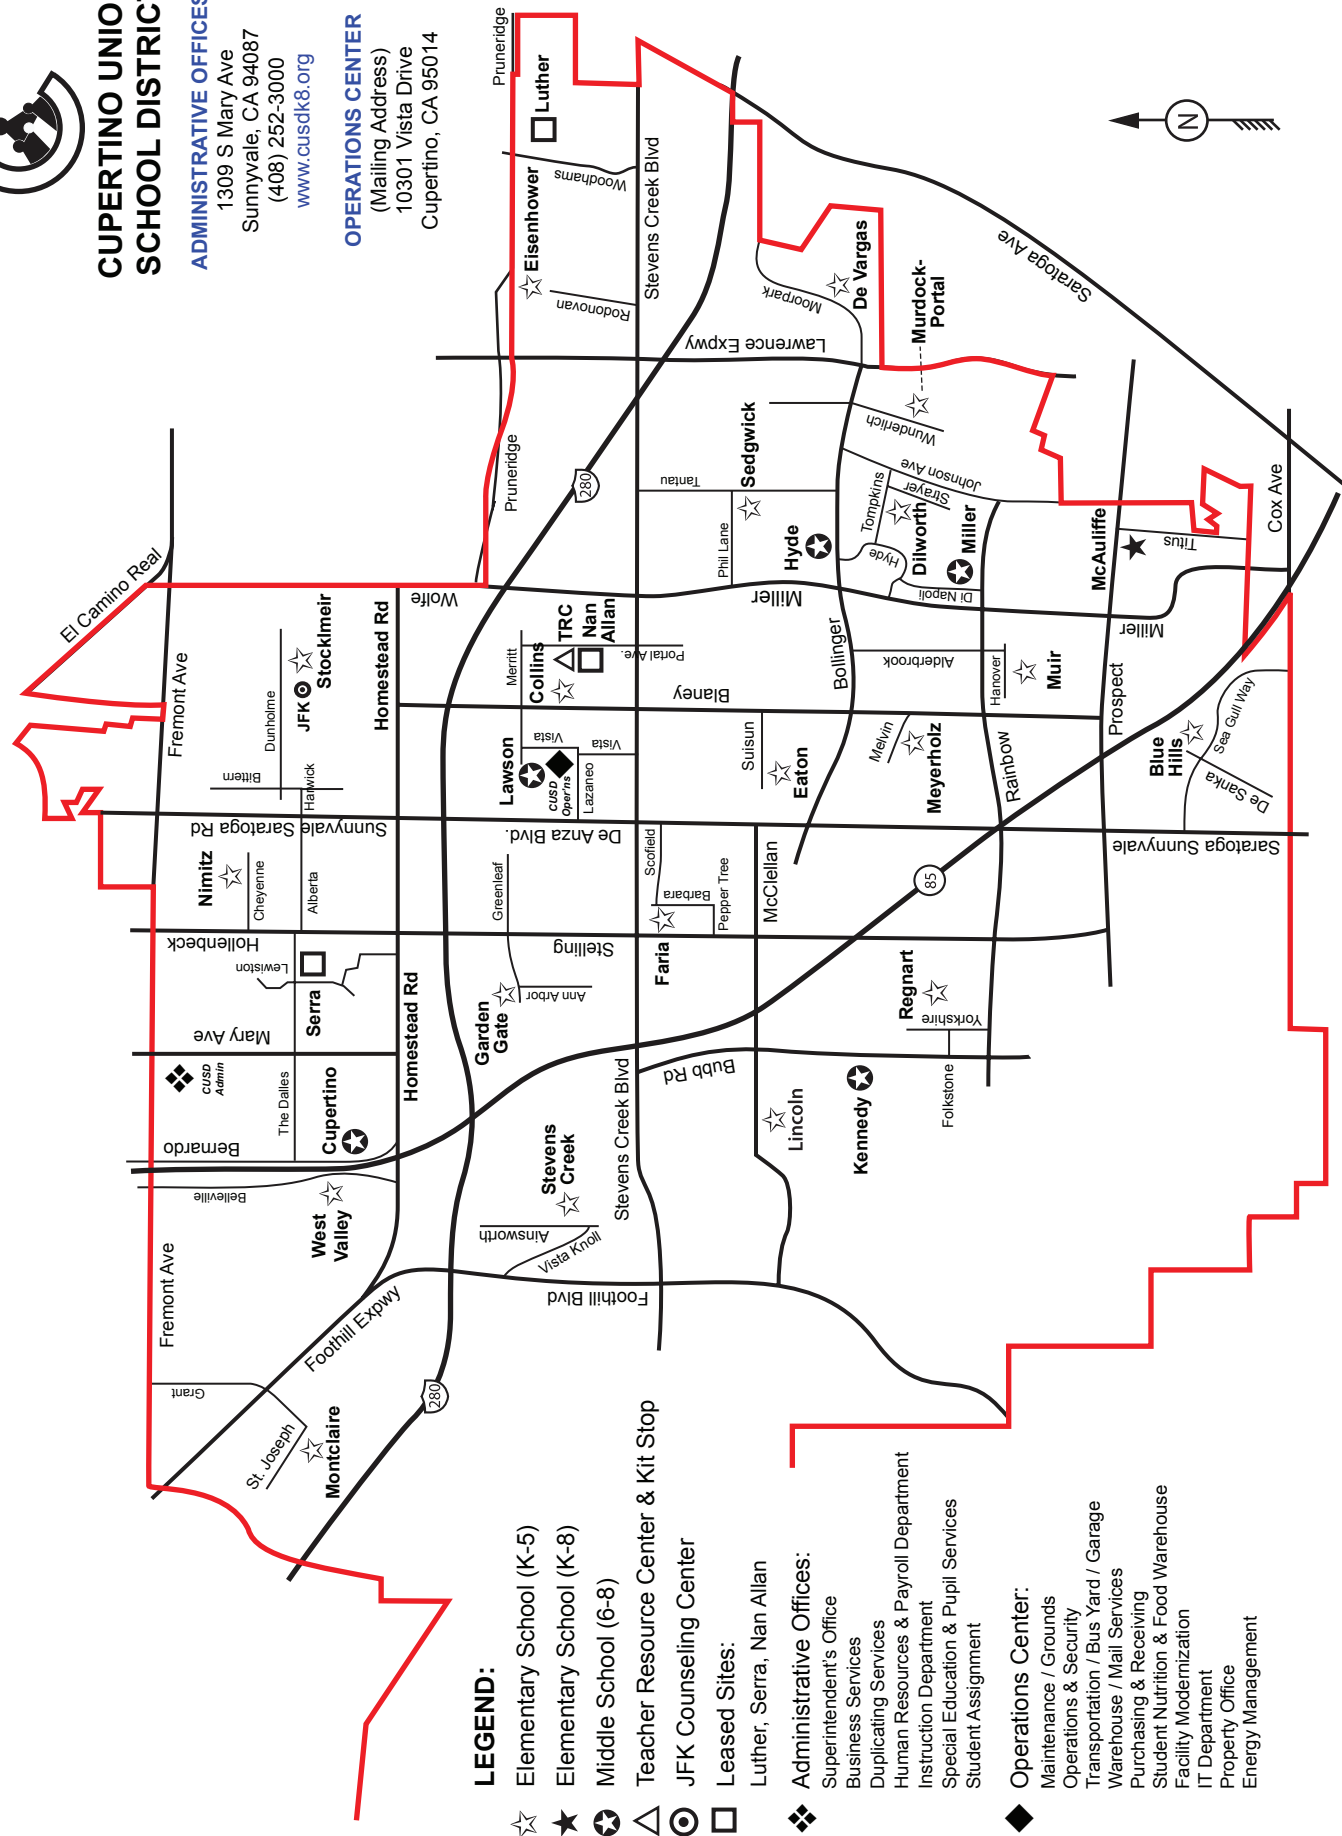 CUPERTINO UNIO
SCHOOL DISTRIC
ADMINISTRATIVE OFFICES
1309 S Mary Ave
Sunnyvale, CA 94087
(408) 252-3000
www.cusdk8.org
OPERATIONS CENTER
(Mailing Address)
10301 Vista Drive
Cupertino, CA 95014
N
El Camino Real
Fremont Ave
Fremont Ave
Grant
St. Joseph
Montclaire
Foothill Expwy
280
Belleville
West
Valley
Bernardo
CUSD
Admin
The Dalles
Cupertino
Mary Ave
Serra
Lewiston
Hollenbeck
Nimitz
Cheyenne
Alberta
Sunnyvale Saratoga Rd
Bittern
Harwick
Dunholme
JFK
Stocklmeir
Homestead Rd
Homestead Rd
Wolfe
Pruneridge
Pruneridge
Luther
Woodhams
Eisenhower
Rodonovan
Stevens Creek Blvd
Lawrence Expwy
280
Stevens
Creek
Ainsworth
Vista Knoll
Foothill Blvd
Stevens Creek Blvd
Garden
Gate
Ann Arbor
Greenleaf
Stelling
De Anza Blvd.
Lawson
CUSD
Oper'ns
Vista
Vista
Lazaneo
Merritt
Collins
TRC
Nan
Allan
Portal Ave.
Blaney
Miller
Tantau
Sedgwick
Phil Lane
Hyde
Moorpark
De Vargas
Murdock-
Portal
Saratoga Ave
Wunderlich
Johnson Ave
Strayer
Tompkins
Dilworth
Hyde
Miller
Di Napoli
Bollinger
Alderbrook
Hanover
Muir
Suisun
Eaton
Melvin
Meyerholz
Rainbow
Scofield
Barbara
Pepper Tree
Faria
McClellan
85
Bubb Rd
Lincoln
Kennedy
Regnart
Yorkshire
Folkstone
McAuliffe
Titus
Miller
Prospect
Cox Ave
Blue
Hills
Sea Gull Way
De Sanka
Saratoga Sunnyvale
LEGEND:
Elementary School (K-5)
Elementary School (K-8)
Middle School (6-8)
Teacher Resource Center & Kit Stop
JFK Counseling Center
Leased Sites:
Luther, Serra, Nan Allan
Administrative Offices:
Superintendent's Office
Business Services
Duplicating Services
Human Resources & Payroll Department
Instruction Department
Special Education & Pupil Services
Student Assignment
Operations Center:
Maintenance / Grounds
Operations & Security
Transportation / Bus Yard / Garage
Warehouse / Mail Services
Purchasing & Receiving
Student Nutrition & Food Warehouse
Facility Modernization
IT Department
Property Office
Energy Management